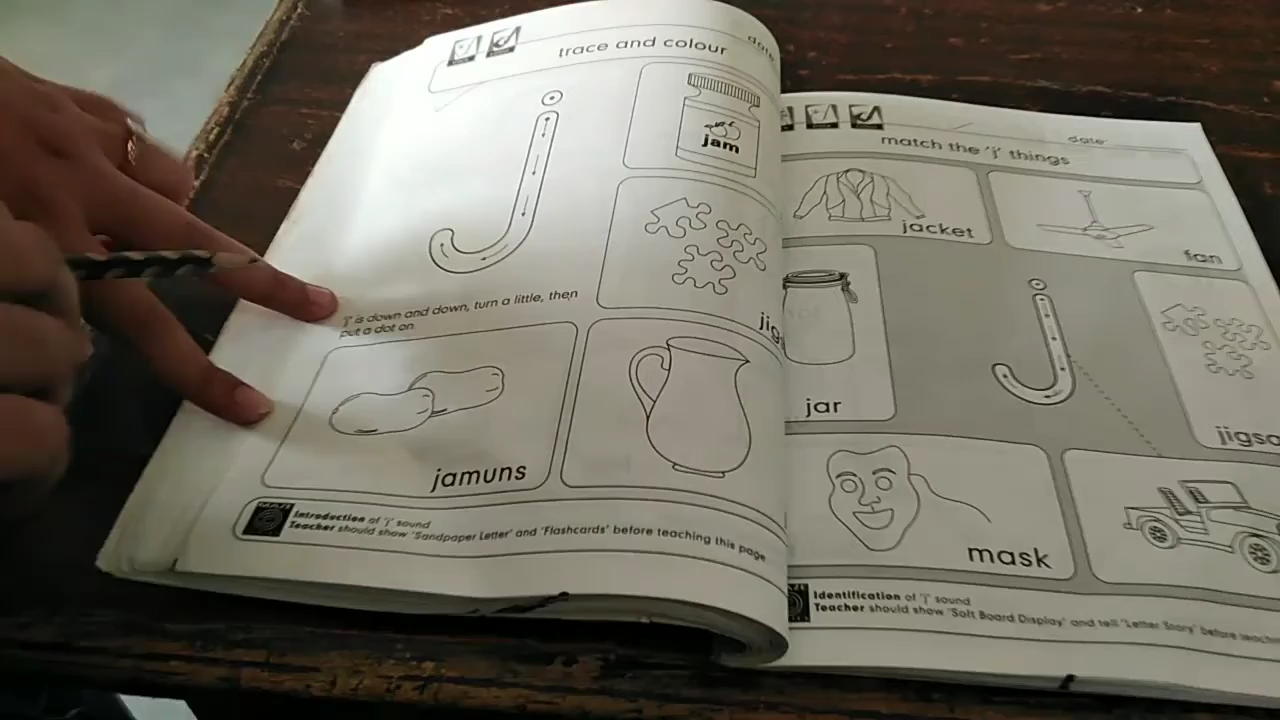 trace and colour
date
jam
'j' is down and down, turn a little, then
put a dot on
jamuns
Introduction of 'j' sound
Teacher should show 'Sandpaper Letter' and 'Flashcards' before teaching this page
date
match the 'j' things
jacket
fan
j
jar
mask
Identification of 'j' sound
Teacher should show 'Soft Board Display' and tell 'Letter Story' before